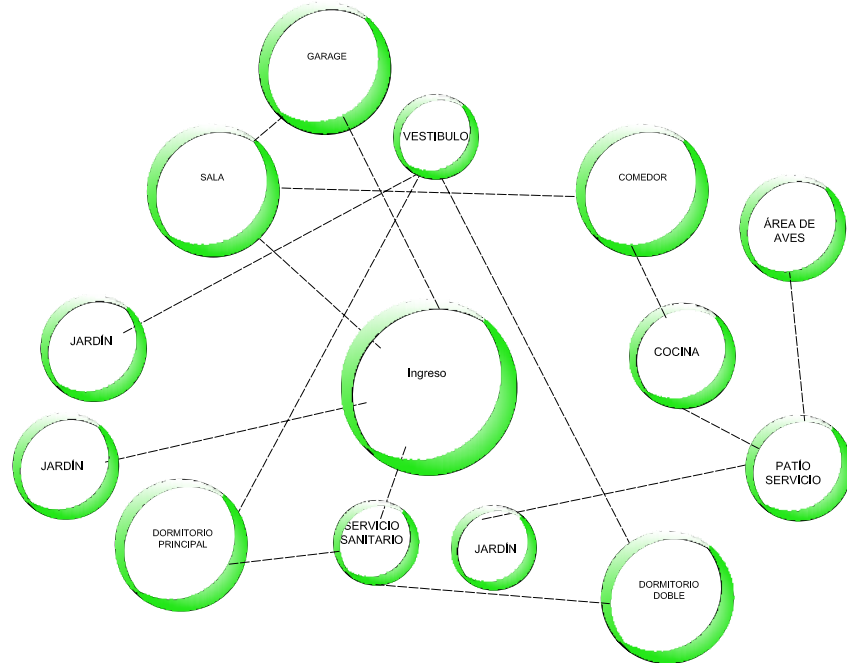 GARAGE
VESTIBULO
SALA
COMEDOR
ÁREA DE
AVES
JARDÍN
Ingreso
COCINA
JARDÍN
PATÍO
SERVICIO
DORMITORIO
PRINCIPAL
SERVICIO
SANITARIO
JARDÍN
DORMITORIO
DOBLE